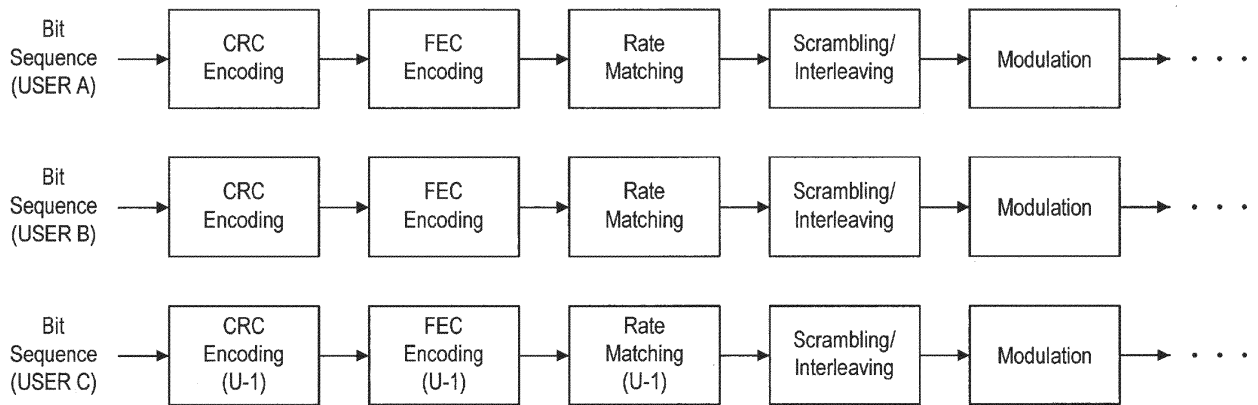 Bit
Sequence
(USER A)
CRC
Encoding
FEC
Encoding
Rate
Matching
Scrambling/
Interleaving
Modulation
Bit
Sequence
(USER B)
CRC
Encoding
FEC
Encoding
Rate
Matching
Scrambling/
Interleaving
Modulation
Bit
Sequence
(USER C)
CRC
Encoding
(U-1)
FEC
Encoding
(U-1)
Rate
Matching
(U-1)
Scrambling/
Interleaving
Modulation